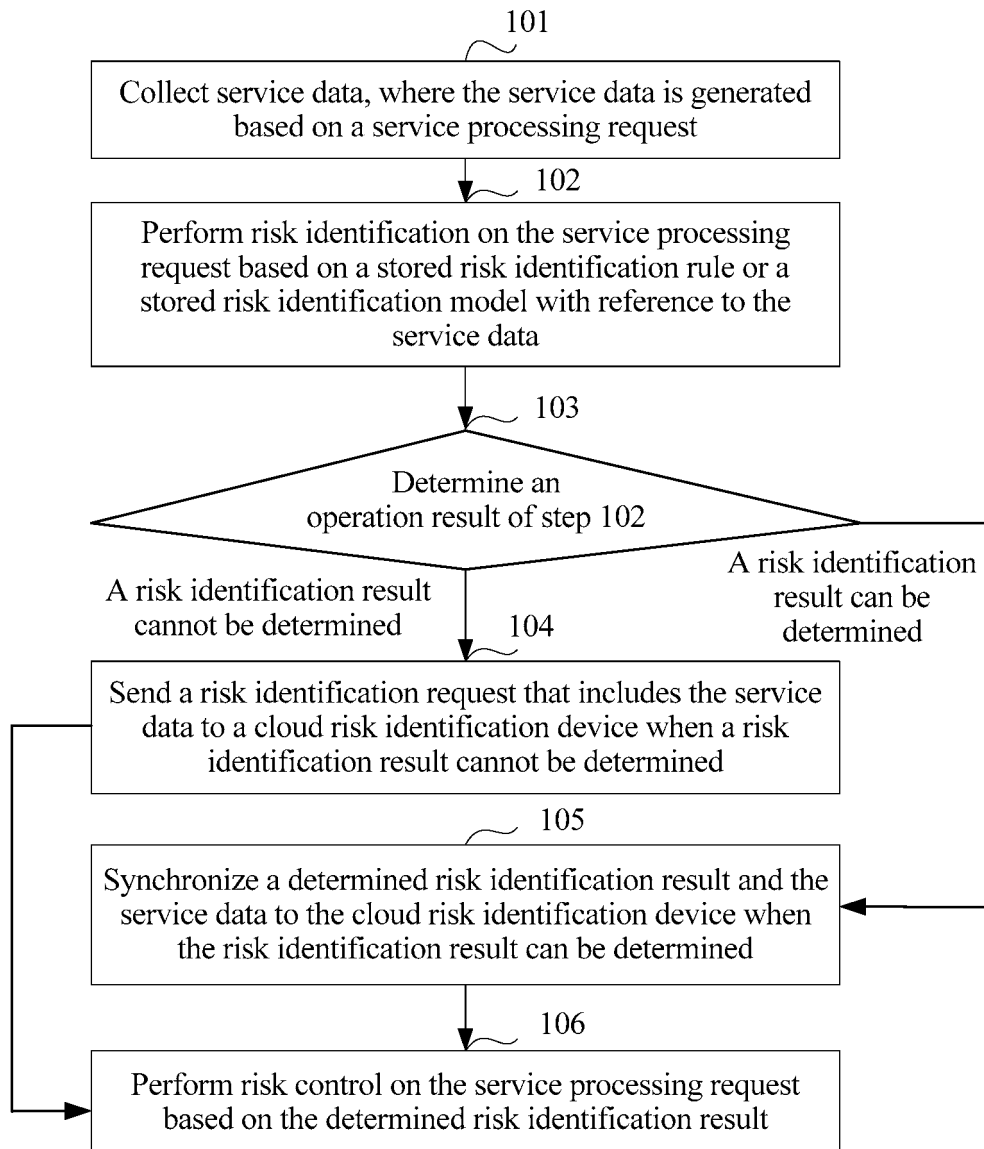 101
Collect service data, where the service data is generated
based on a service processing request
102
Perform risk identification on the service processing
request based on a stored risk identification rule or a
stored risk identification model with reference to the
service data
103
Determine an
operation result of step 102
A risk identification result
cannot be determined
A risk identification
result can be
determined
104
Send a risk identification request that includes the service
data to a cloud risk identification device when a risk
identification result cannot be determined
105
Synchronize a determined risk identification result and the
service data to the cloud risk identification device when
the risk identification result can be determined
106
Perform risk control on the service processing request
based on the determined risk identification result